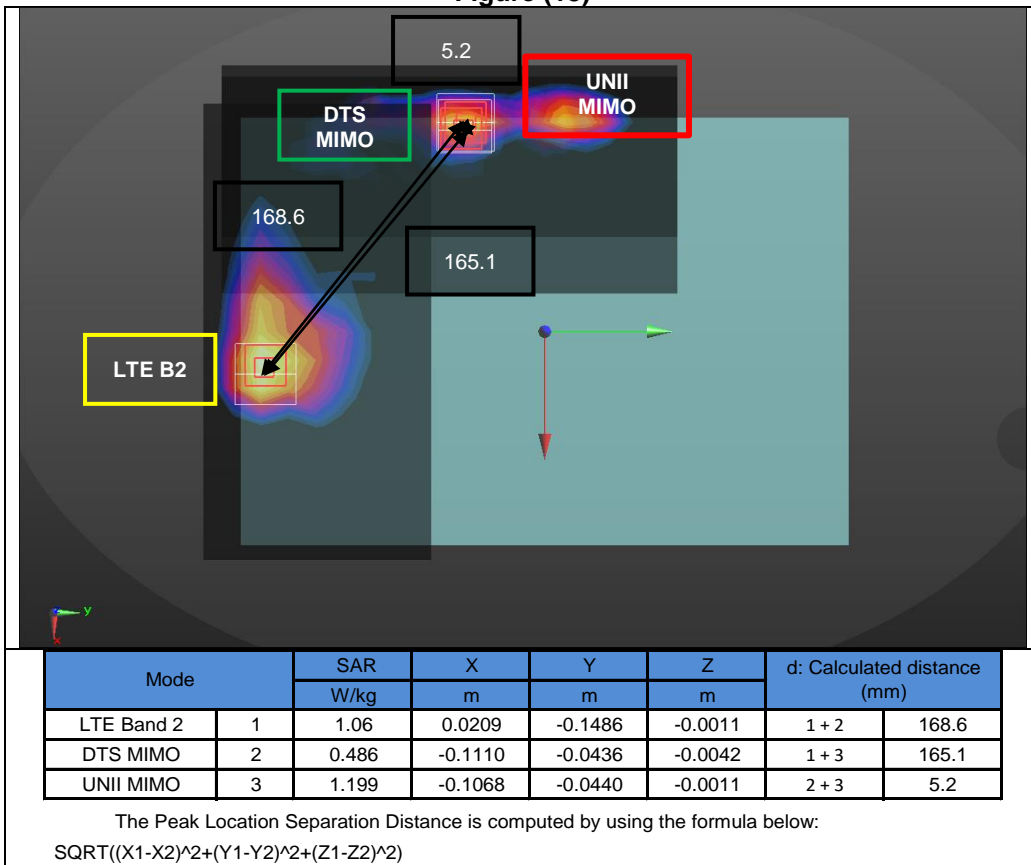 5.2
UNII
MIMO
DTS
MIMO
168.6
165.1
LTE B2
y
x
Mode SAR X Y Z d: Calculated distance (mm)
W/kg m m m
LTE Band 2 1 1.06 0.0209 -0.1486 -0.0011 1 + 2 168.6
DTS MIMO 2 0.486 -0.1110 -0.0436 -0.0042 1 + 3 165.1
UNII MIMO 3 1.199 -0.1068 -0.0440 -0.0011 2 + 3 5.2
The Peak Location Separation Distance is computed by using the formula below:
SQRT((X1-X2)^2+(Y1-Y2)^2+(Z1-Z2)^2)